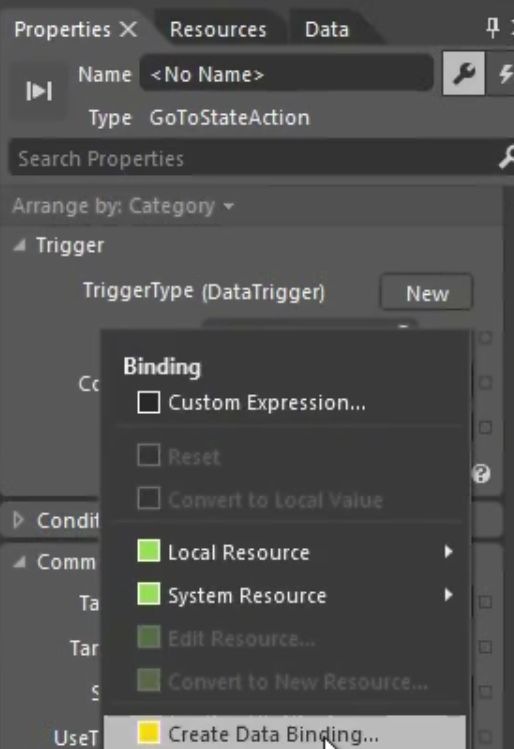 Properties Resources Data
Name <No Name>
Type GoToStateAction
Search Properties
Arrange by: Category
Trigger
TriggerType (DataTrigger) New
Binding
Custom Expression...
Reset
Convert to Local Value
Local Resource
System Resource
Edit Resource...
Convert to New Resource...
Create Data Binding...
Co
?
Condit
Comm
Ta
Tar
S
UseT